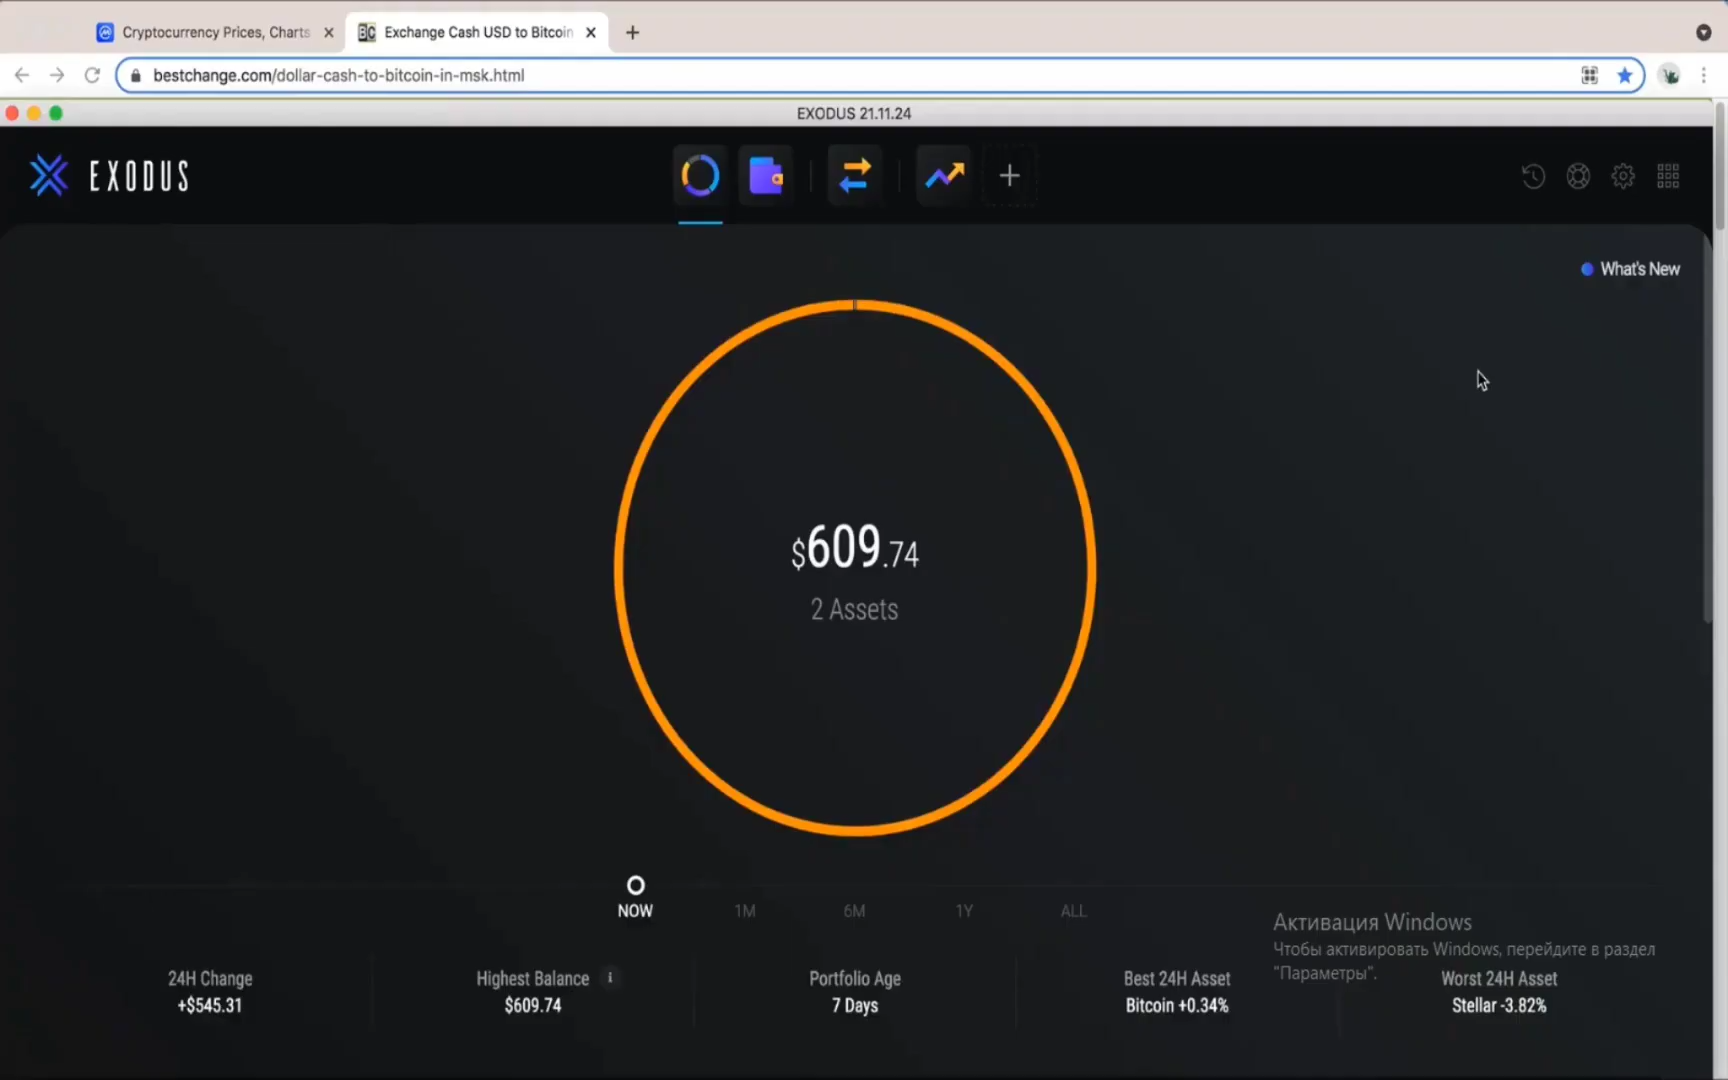 Cryptocurrency Prices, Charts
Exchange Cash USD to Bitcoin
bestchange.com/dollar-cash-to-bitcoin-in-msk.html
EXODUS 21.11.24
EXODUS
What's New
$609.74
2 Assets
NOW 1M 6M 1Y ALL
Активация Windows
Чтобы активировать Windows, перейдите в раздел
"Параметры".
24H Change
+$545.31
Highest Balance i
$609.74
Portfolio Age
7 Days
Best 24H Asset
Bitcoin +0.34%
Worst 24H Asset
Stellar -3.82%